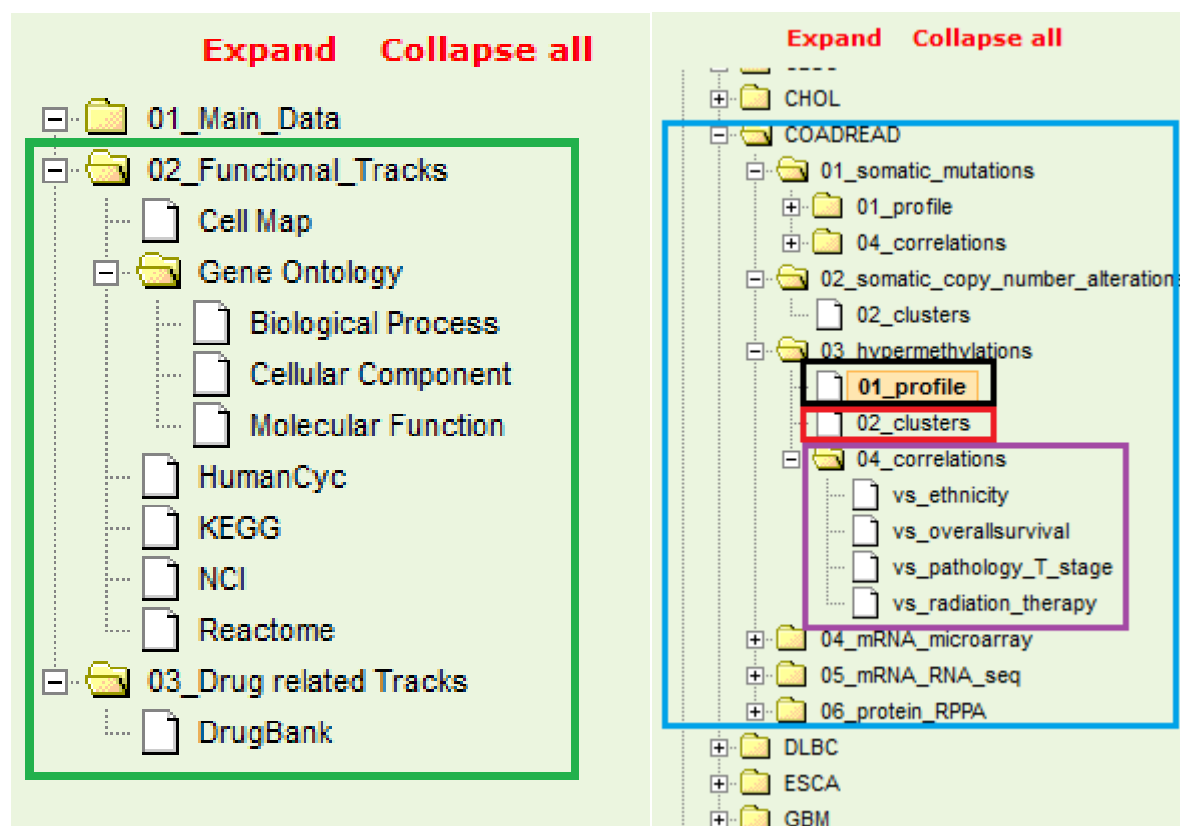 Expand Collapse all
01_Main_Data
02_Functional_Tracks
Cell Map
Gene Ontology
Biological Process
Cellular Component
Molecular Function
HumanCyc
KEGG
NCI
Reactome
03_Drug related Tracks
DrugBank
Expand Collapse all
CHOL
COADREAD
01_somatic_mutations
01_profile
04_correlations
02_somatic_copy_number_alterations
02_clusters
03_hypermethylations
01_profile
02_clusters
04_correlations
vs_ethnicity
vs_overallsurvival
vs_pathology_T_stage
vs_radiation_therapy
04_mRNA_microarray
05_mRNA_RNA_seq
06_protein_RPPA
DLBC
ESCA
GBM